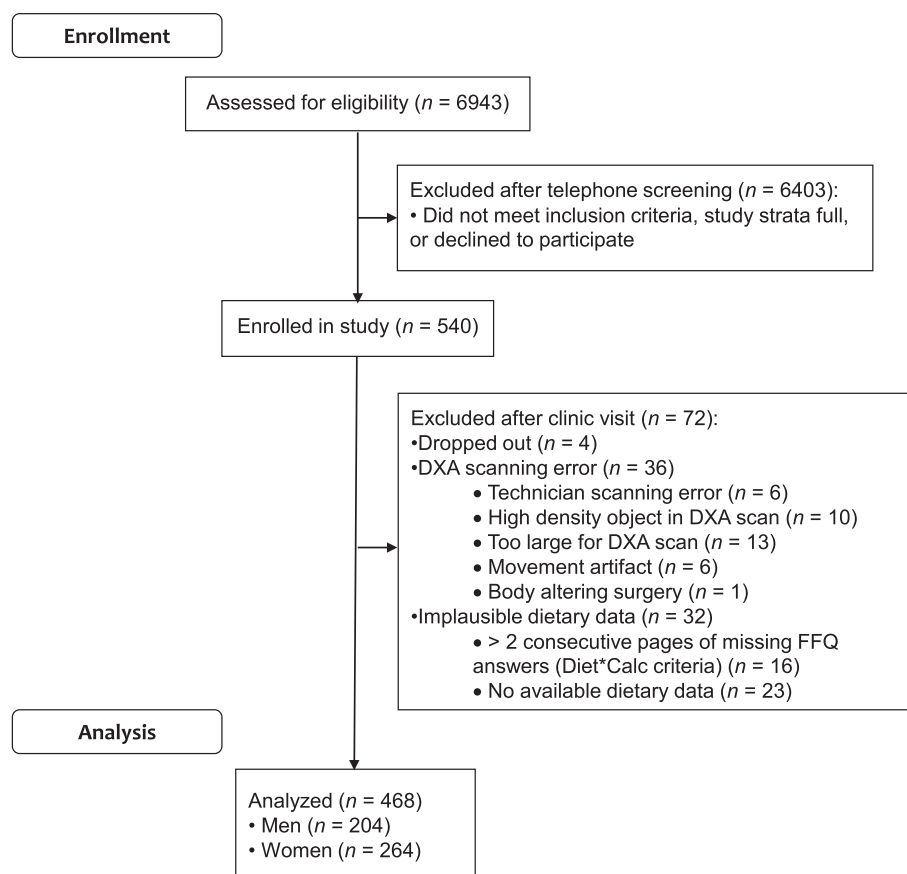 Enrollment
Assessed for eligibility (n = 6943)
Excluded after telephone screening (n = 6403):
• Did not meet inclusion criteria, study strata full,
or declined to participate
Enrolled in study (n = 540)
Excluded after clinic visit (n = 72):
•Dropped out (n = 4)
•DXA scanning error (n = 36)
• Technician scanning error (n = 6)
• High density object in DXA scan (n = 10)
• Too large for DXA scan (n = 13)
• Movement artifact (n = 6)
• Body altering surgery (n = 1)
•Implausible dietary data (n = 32)
• > 2 consecutive pages of missing FFQ
answers (Diet*Calc criteria) (n = 16)
• No available dietary data (n = 23)
Analysis
Analyzed (n = 468)
• Men (n = 204)
• Women (n = 264)